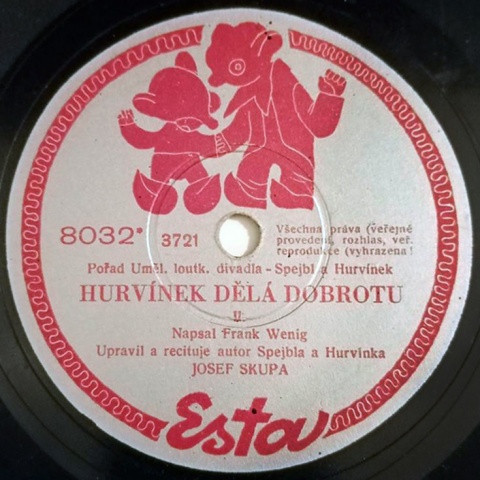 8032* 3721
Všechna práva (veřejné
provedení, rozhlas, veř.
reprodukce (vyhrazena!
Pořad Uměl. loutk. divadla - Spejbl a Hurvínek
HURVÍNEK DĚLÁ DOBROTU
II.
Napsal Frank Wenig
Upravil a recituje autor Spejbla a Hurvínka
JOSEF SKUPA
Esta